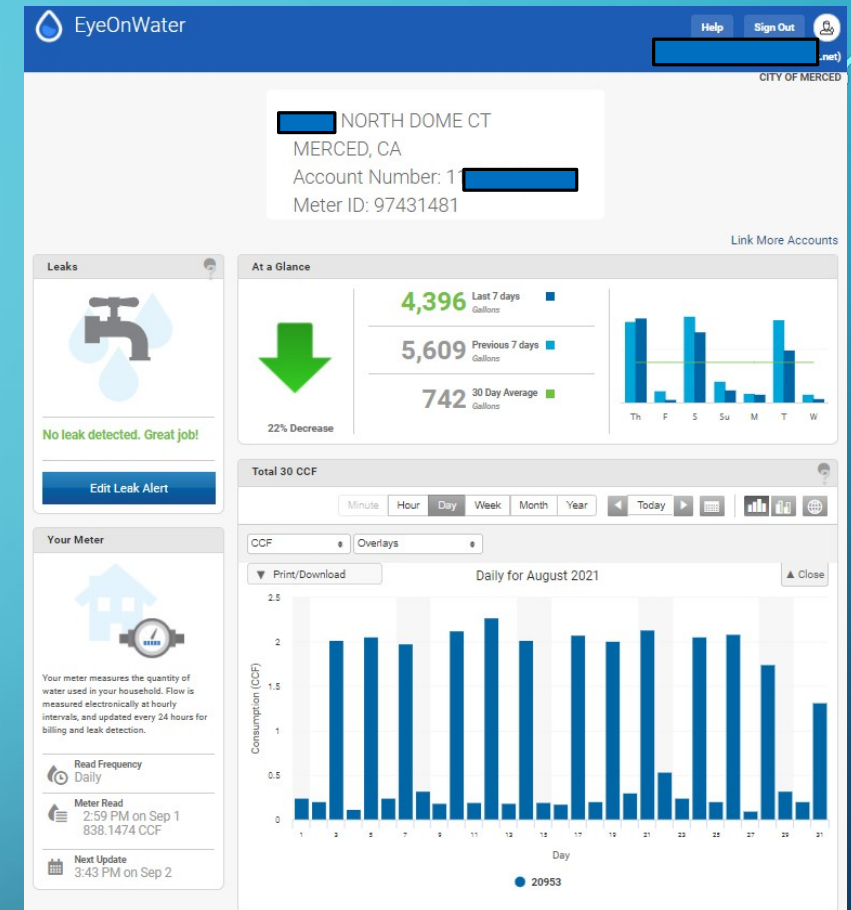 EyeOnWater
Help
Sign Out
.net)
CITY OF MERCED
NORTH DOME CT
MERCED, CA
Account Number: 11
Meter ID: 97431481
Link More Accounts
Leaks
?
No leak detected. Great job!
Edit Leak Alert
At a Glance
22% Decrease
4,396 Last 7 days
Gallons
5,609 Previous 7 days
Gallons
742 30 Day Average
Gallons
Th F S Su M T W
Your Meter
Your meter measures the quantity of
water used in your household. Flow is
measured electronically at hourly
intervals, and updated every 24 hours for
billing and leak detection.
Read Frequency
Daily
Meter Read
2:59 PM on Sep 1
838.1474 CCF
Next Update
3:43 PM on Sep 2
Total 30 CCF
?
Minute Hour Day Week Month Year Today
CCF Overlays
Print/Download
Daily for August 2021
Close
Consumption (CCF)
2.5
2
1.5
1
0.5
0
1 3 5 7 9 11 13 15 17 19 21 23 25 27 29 31
Day
20953